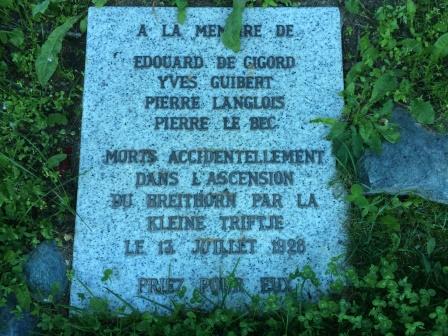 A LA MEMOIRE DE
EDOUARD DE GIGORD
YVES GUIBERT
PIERRE LANGLOIS
PIERRE LE BEC
MORTS ACCIDENTELLEMENT
DANS L'ASCENSION
DU BREITHORN PAR LA
KLEINE TRIFTJE
LE 13 JUILLET 1928
PRIEZ POUR EUX